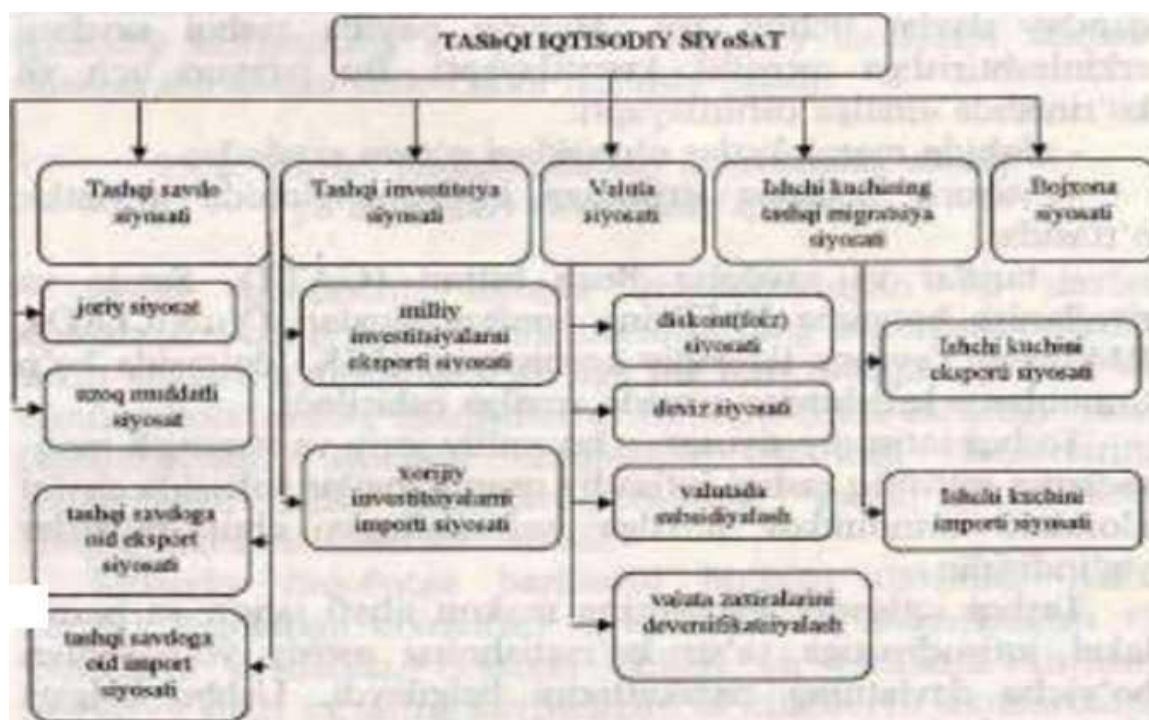 TASbQI IQTISODIY SIYoSAT
Tashqi savdo
siyosati
Tashqi investitsiya
siyosati
Valuta
siyosati
Ishchi kuchining
tashqi migratsiya
siyosati
Bojxona
siyosati
joriy siyosat
uzoq muddatli
siyosat
tashqi savdoga
oid eksport
siyosati
tashqi savdoga
oid import
siyosati
milliy
investitsiyalarni
eksporti siyosati
xorijiy
investitsiyalarni
importi siyosati
diskont(foiz)
siyosati
deviz siyosati
valutada
subsidiyalash
valuta zaxiralarini
deversifikatsiyalash
Ishchi kuchini
eksporti siyosati
Ishchi kuchini
importi siyosati